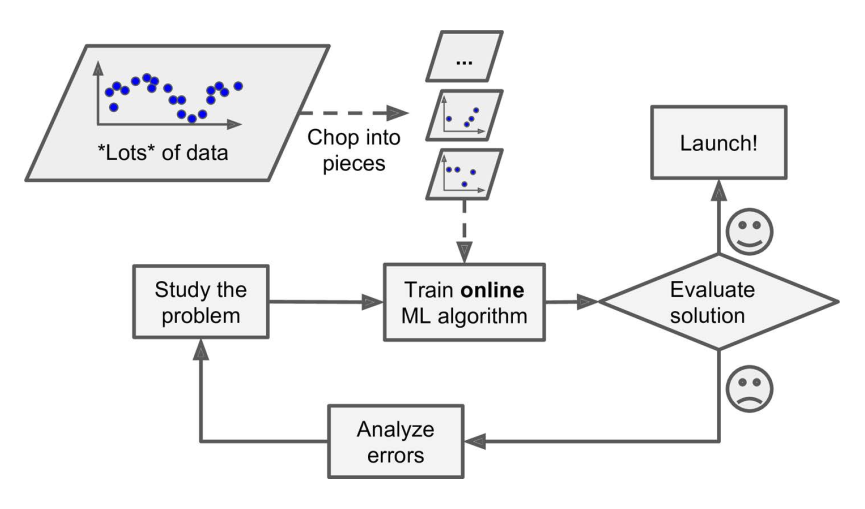 *Lots* of data
Chop into
pieces
...
Launch!
Study the
problem
Train online
ML algorithm
Evaluate
solution
Analyze
errors